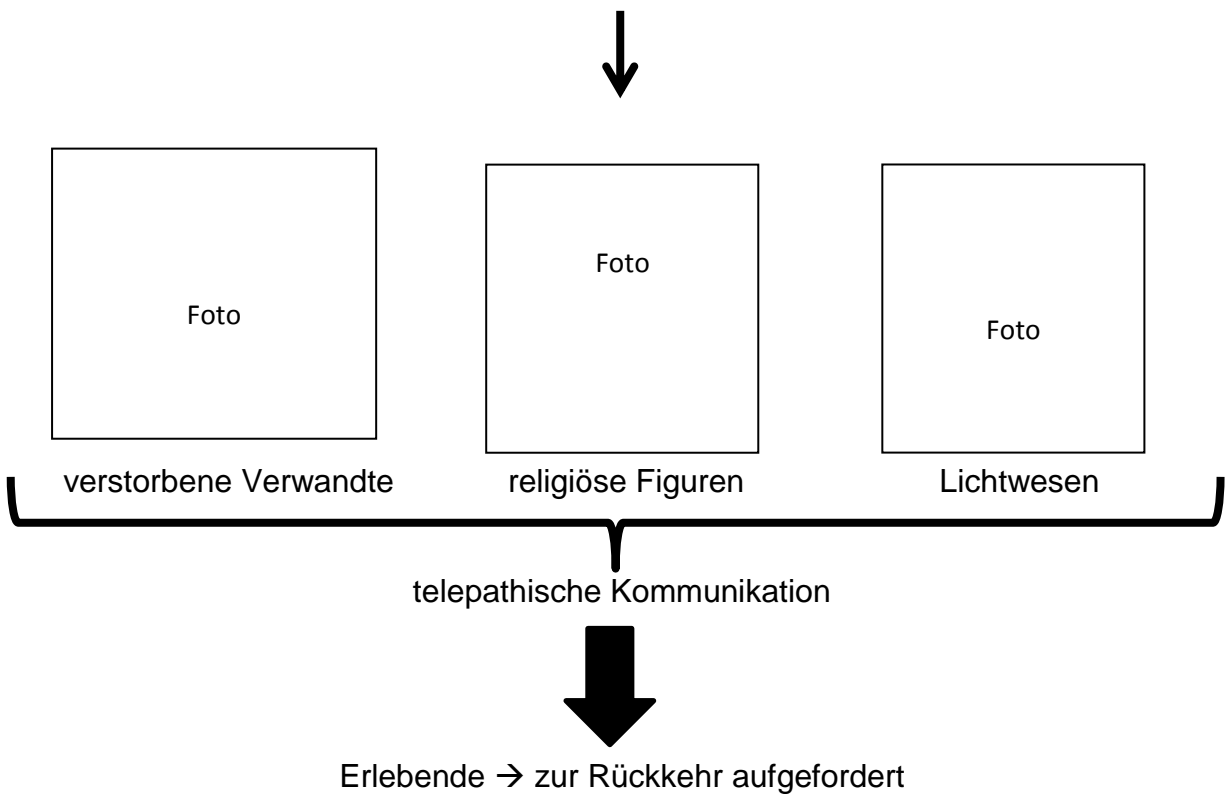 Foto
Foto
Foto
verstorbene Verwandte
religiöse Figuren
Lichtwesen
telepathische Kommunikation
Erlebende → zur Rückkehr aufgefordert